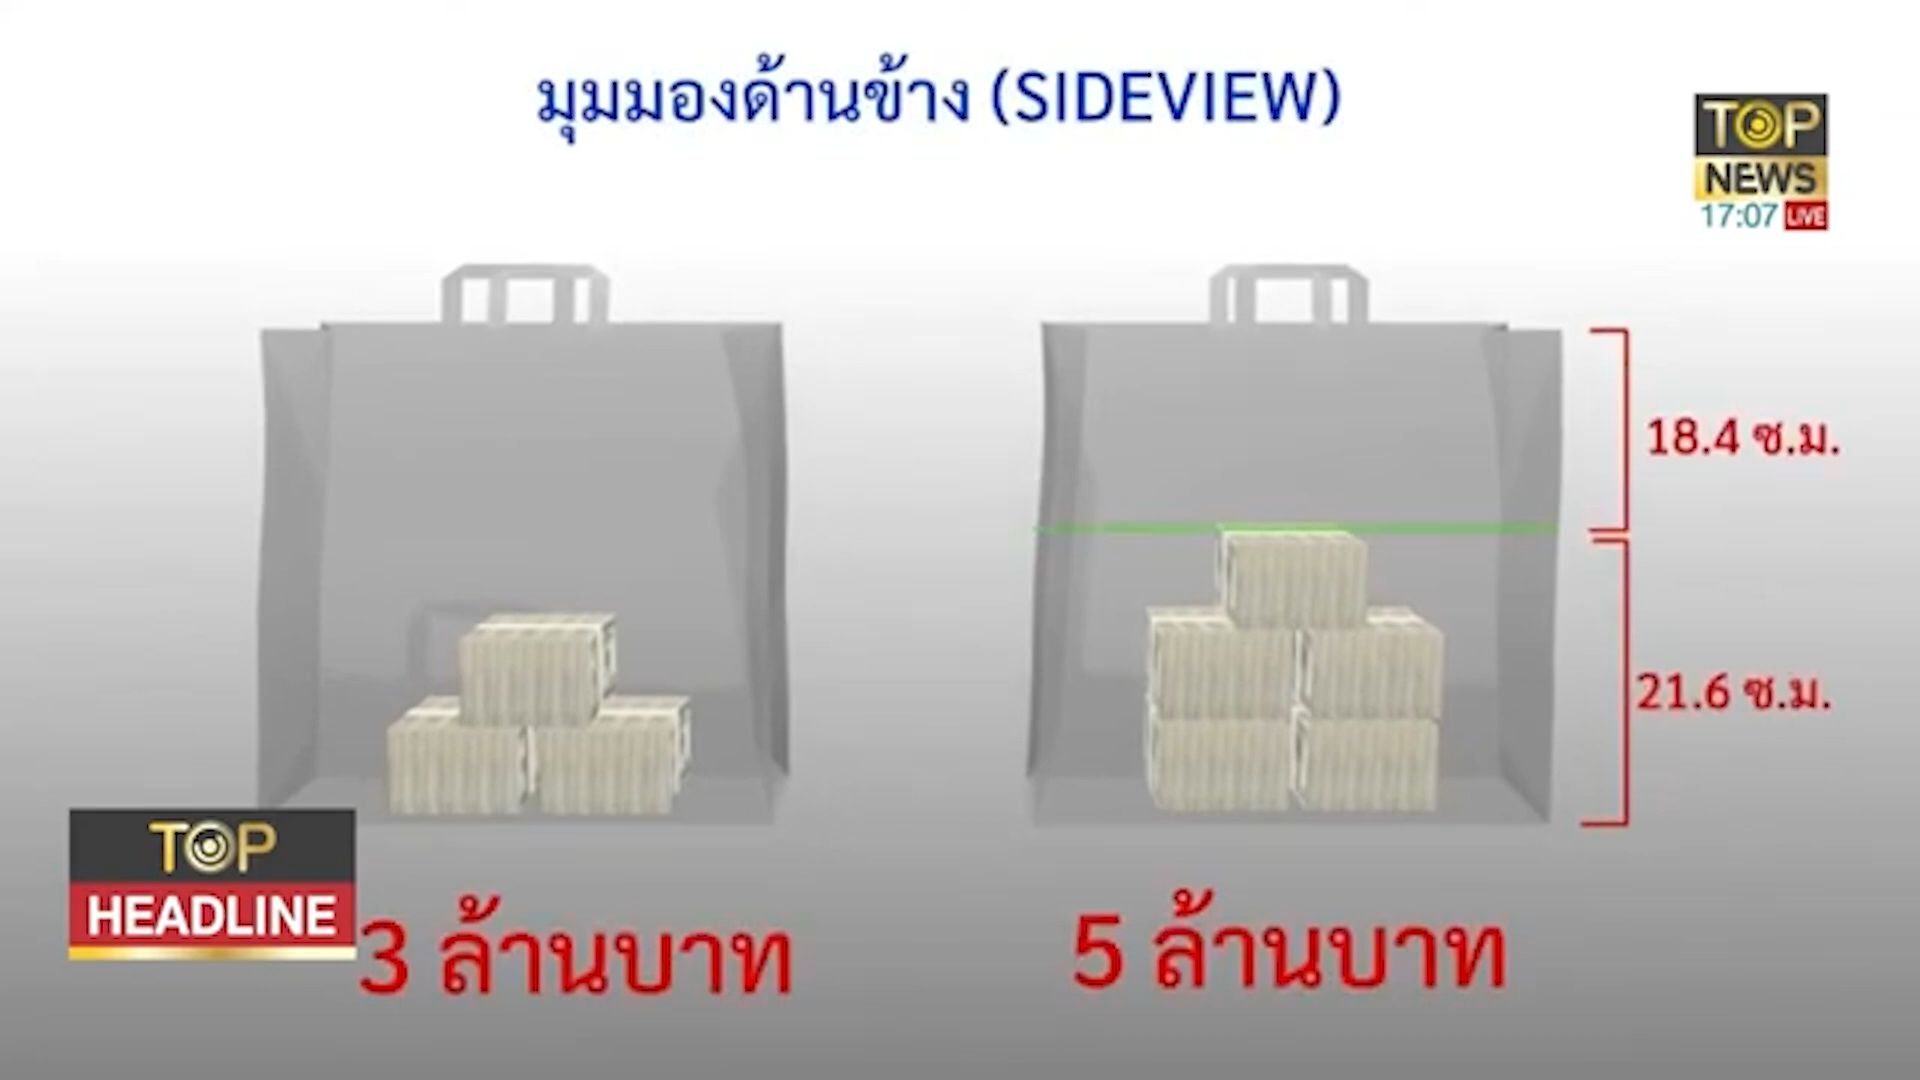 มุมมองด้านข้าง (SIDEVIEW)
TOP
NEWS
17:07 LIVE
18.4 ซ.ม.
21.6 ซ.ม.
TOP
HEADLINE
3 ล้านบาท
5 ล้านบาท